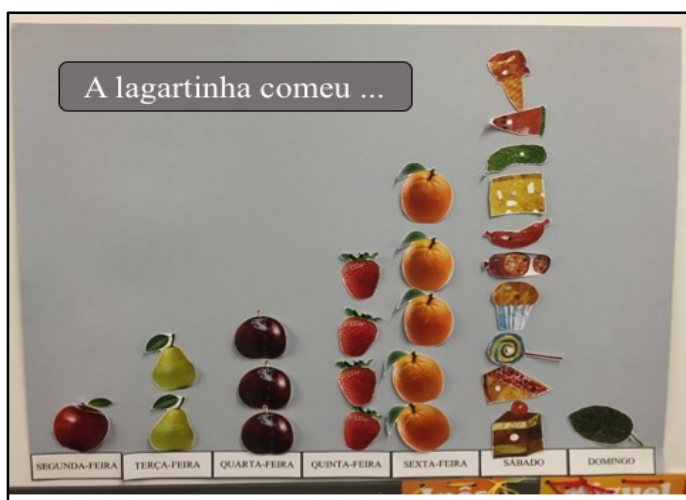 A lagartinha comeu ...
SEGUNDA-FEIRA TERÇA-FEIRA QUARTA-FEIRA QUINTA-FEIRA SEXTA-FEIRA SÁBADO DOMINGO